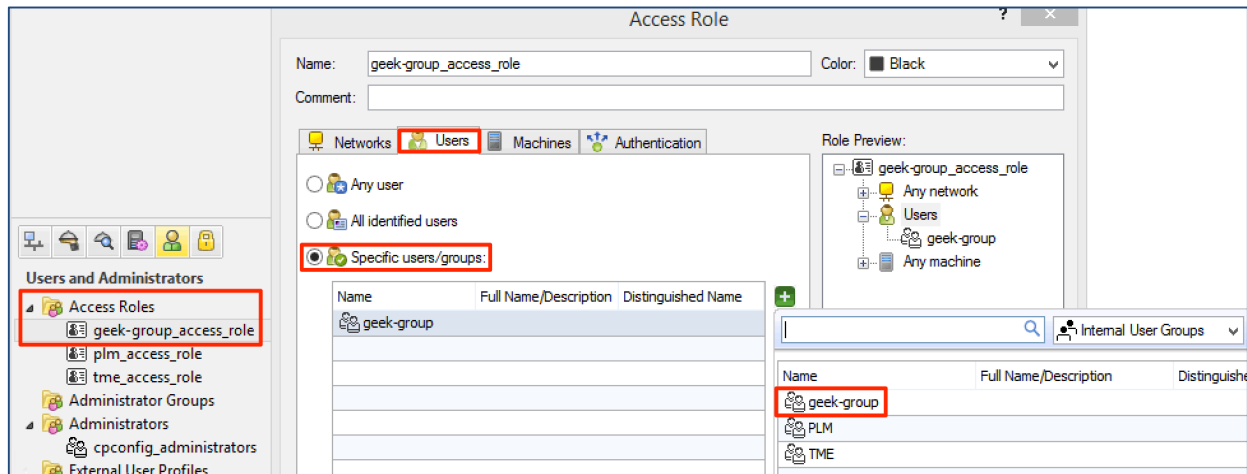 Access Role
?
Name: geek-group_access_role Color: Black
Comment:
Networks Users Machines Authentication
Role Preview:
geek-group_access_role
Any network
Users
geek-group
Any machine
Any user
All identified users
Specific users/groups:
Name Full Name/Description Distinguished Name
geek-group
Users and Administrators
Access Roles
geek-group_access_role
plm_access_role
tme_access_role
Administrator Groups
Administrators
cpconfig_administrators
External User Profiles
Internal User Groups
Name Full Name/Description Distinguishe
geek-group
PLM
TME